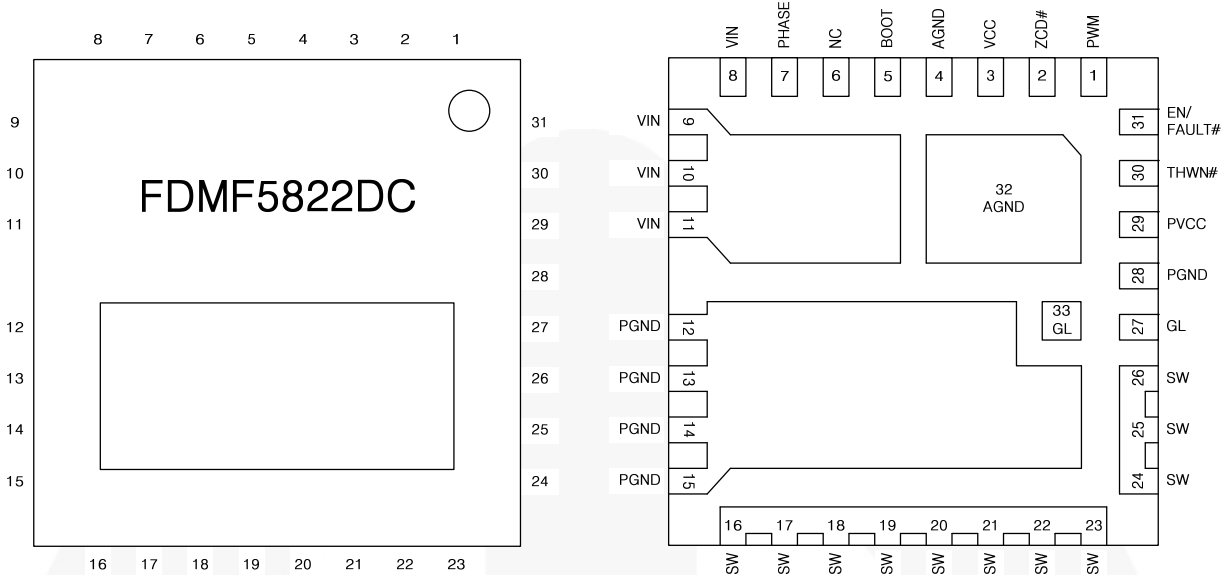 8 7 6 5 4 3 2 1
9
10
11
12
13
14
15
FDMF5822DC
31
30
29
28
27
26
25
24
16 17 18 19 20 21 22 23
VIN PHASE NC BOOT AGND VCC ZCD# PWM
8 7 6 5 4 3 2 1
VIN 9
VIN 10
VIN 11
PGND 12
PGND 13
PGND 14
PGND 15
32
AGND
33
GL
31 EN/
FAULT#
30 THWN#
29 PVCC
28 PGND
27 GL
26 SW
25 SW
24 SW
16 17 18 19 20 21 22 23
SW SW SW SW SW SW SW SW